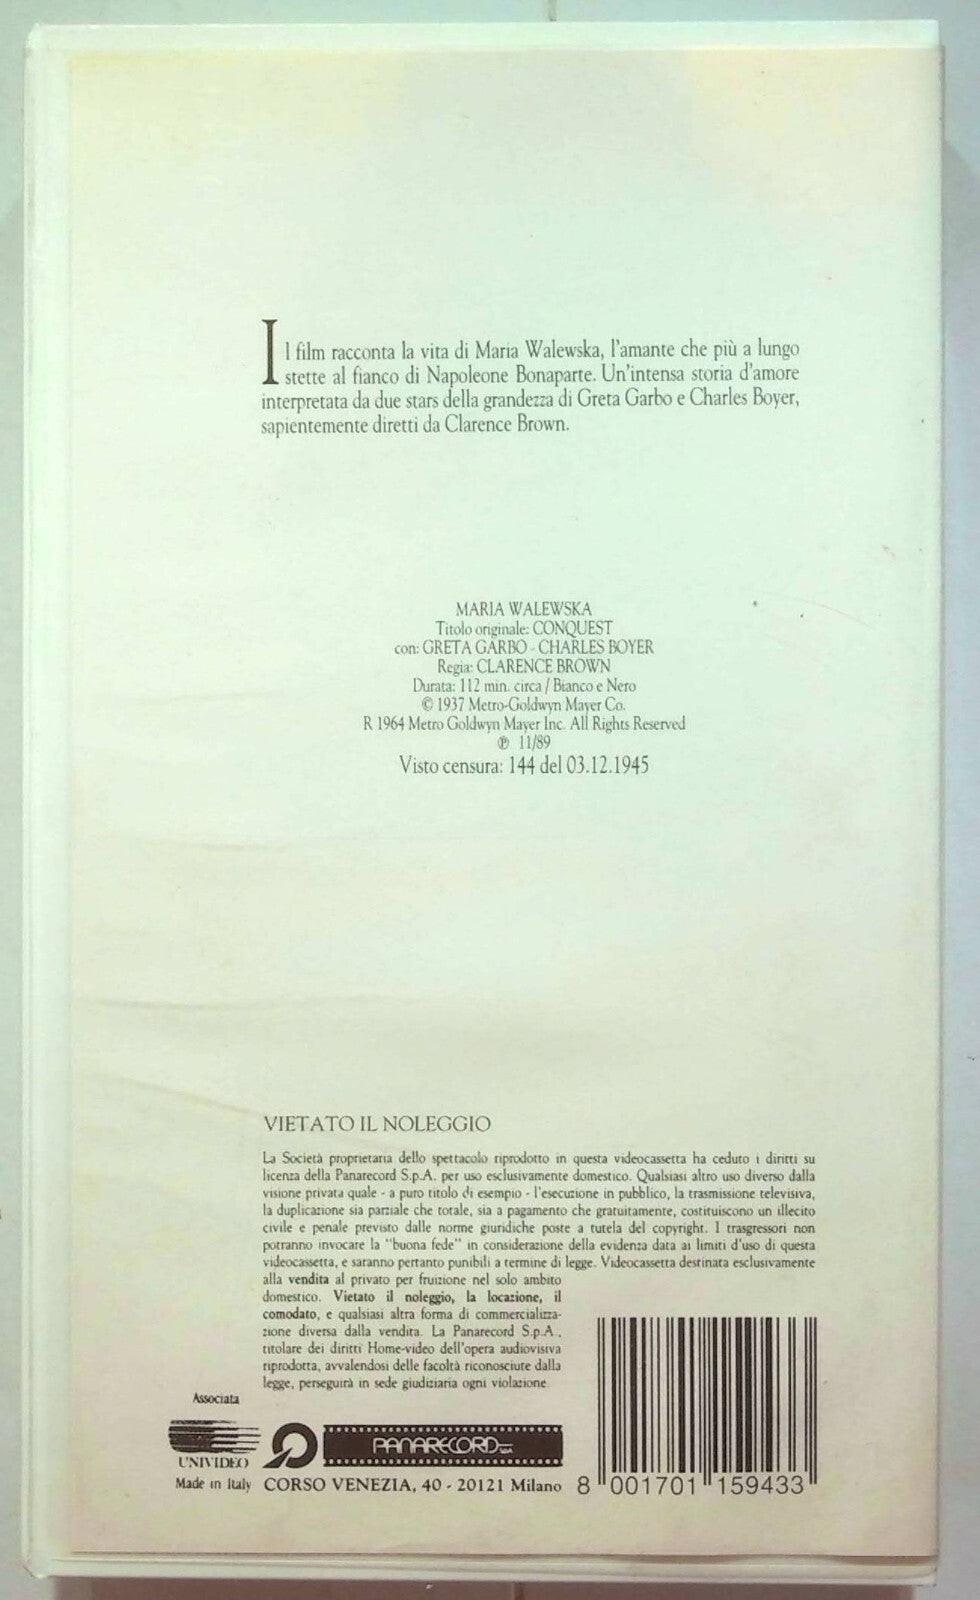 Il film racconta la vita di Maria Walewska, l'amante che più a lungo
stette al fianco di Napoleone Bonaparte. Un'intensa storia d'amore
interpretata da due stars della grandezza di Greta Garbo e Charles Boyer,
sapientemente diretti da Clarence Brown.
MARIA WALEWSKA
Titolo originale: CONQUEST
con: GRETA GARBO - CHARLES BOYER
Regia: CLARENCE BROWN
Durata: 112 min. circa / Bianco e Nero
© 1937 Metro-Goldwyn Mayer Co.
R 1964 Metro Goldwyn Mayer Inc. All Rights Reserved
℗ 11/89
Visto censura: 144 del 03.12.1945
VIETATO IL NOLEGGIO
La Società proprietaria dello spettacolo riprodotto in questa videocassetta ha ceduto i diritti su
licenza della Panarecord S.p.A. per uso esclusivamente domestico. Qualsiasi altro uso diverso dalla
visione privata quale - a puro titolo di esempio - l'esecuzione in pubblico, la trasmissione televisiva,
la duplicazione sia parziale che totale, sia a pagamento che gratuitamente, costituiscono un illecito
civile e penale previsto dalle norme giuridiche poste a tutela del copyright. I trasgressori non
potranno invocare la "buona fede" in considerazione della evidenza data ai limiti d'uso di questa
videocassetta, e saranno pertanto punibili a termine di legge. Videocassetta destinata esclusivamente
alla vendita al privato per fruizione nel solo ambito
domestico. Vietato il noleggio, la locazione, il
comodato, e qualsiasi altra forma di commercializza-
zione diversa dalla vendita. La Panarecord S.p.A.,
titolare dei diritti Home-video dell'opera audiovisiva
riprodotta, avvalendosi delle facoltà riconosciute dalla
legge, perseguirà in sede giudiziaria ogni violazione.
Associata
UNIVIDEO
Made in Italy
PANARECORD
CORSO VENEZIA, 40 - 20121 Milano
8 001701 159433